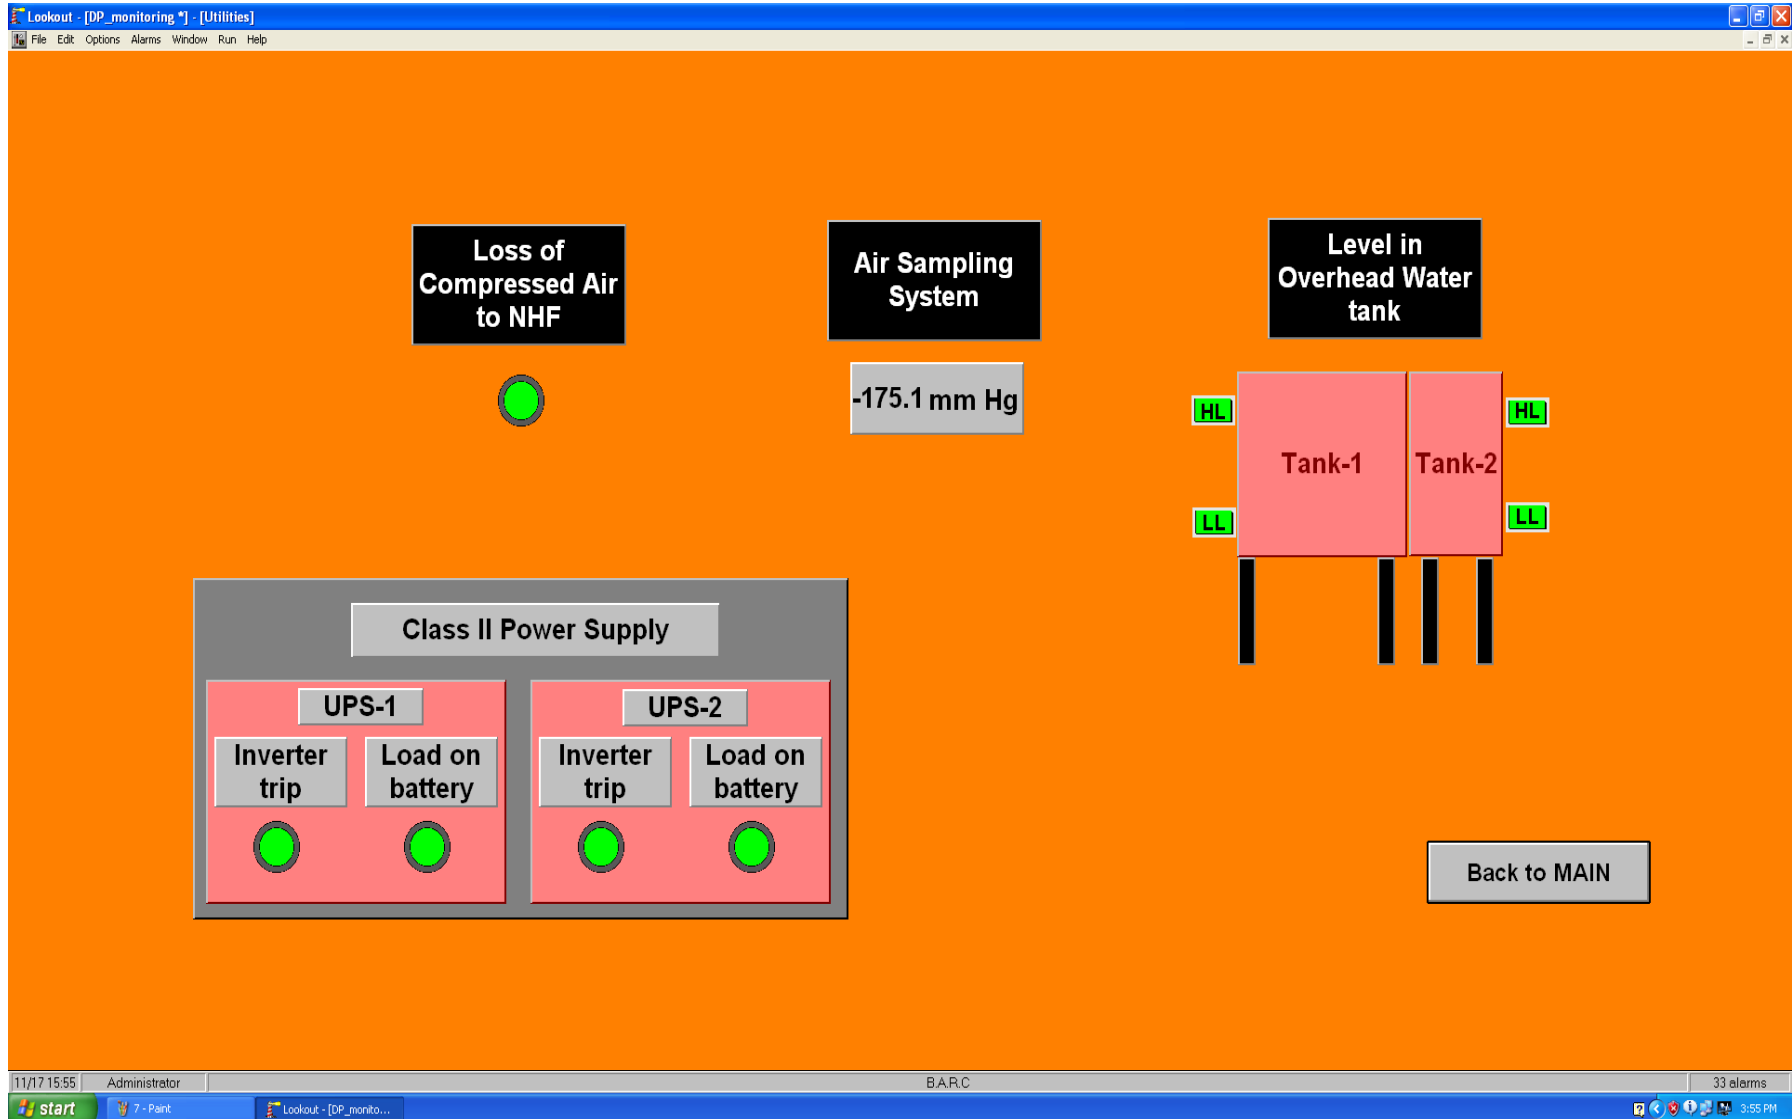 Lookout - [DP_monitoring *] - [Utilities]
File Edit Options Alarms Window Run Help
Loss of
Compressed Air
to NHF
Air Sampling
System
-175.1 mm Hg
Level in
Overhead Water
tank
HL
LL
Tank-1
Tank-2
HL
LL
Class II Power Supply
UPS-1
Inverter
trip
Load on
battery
UPS-2
Inverter
trip
Load on
battery
Back to MAIN
11/17 15:55 Administrator B.A.R.C 33 alarms
start 7 - Paint Lookout - [DP_monito... 3:55 PM